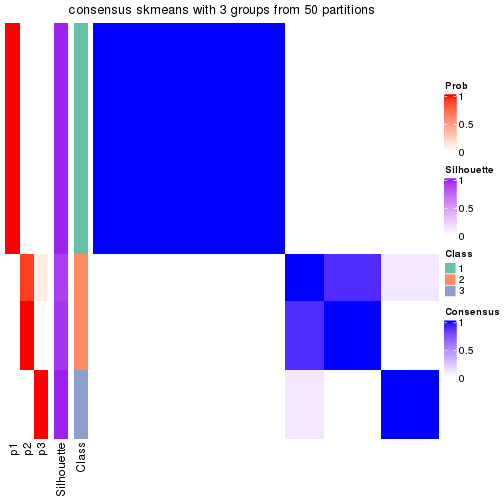 consensus skmeans with 3 groups from 50 partitions
Prob
1
0.5
0
Silhouette
1
0.5
0
Class
1
2
3
Consensus
1
0.5
0
p1
p2
p3
Silhouette
Class